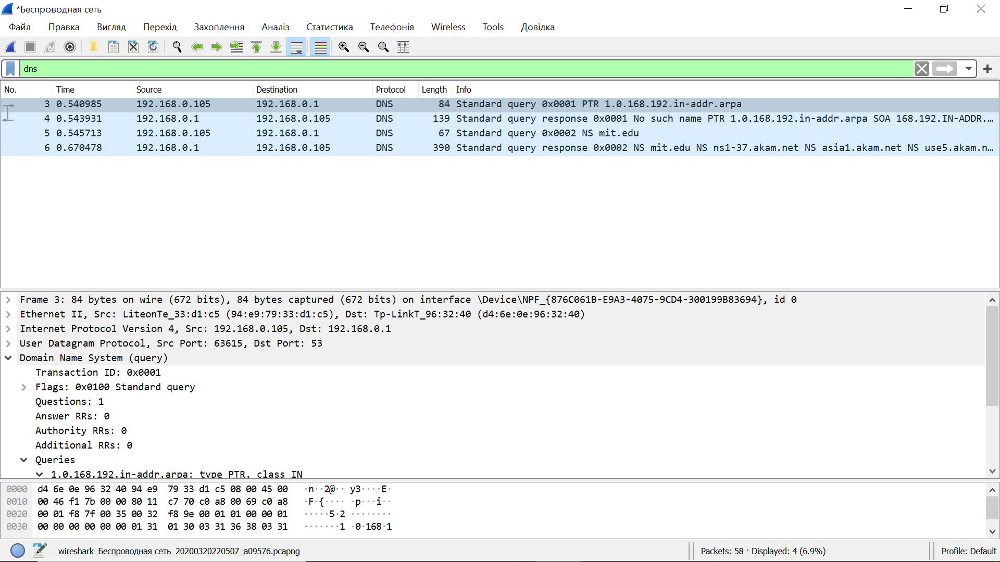 *Беспроводная сеть
Файл Правка Вигляд Перехід Захоплення Аналіз Статистика Телефонія Wireless Tools Довідка
dns
No. Time Source Destination Protocol Length Info
3 0.540985 192.168.0.105 192.168.0.1 DNS 84 Standard query 0x0001 PTR 1.0.168.192.in-addr.arpa
4 0.543931 192.168.0.1 192.168.0.105 DNS 139 Standard query response 0x0001 No such name PTR 1.0.168.192.in-addr.arpa SOA 168.192.IN-ADDR.…
5 0.545713 192.168.0.105 192.168.0.1 DNS 67 Standard query 0x0002 NS mit.edu
6 0.670478 192.168.0.1 192.168.0.105 DNS 390 Standard query response 0x0002 NS mit.edu NS ns1-37.akam.net NS asia1.akam.net NS use5.akam.n…
Frame 3: 84 bytes on wire (672 bits), 84 bytes captured (672 bits) on interface \Device\NPF_{876C061B-E9A3-4075-9CD4-300199B83694}, id 0
Ethernet II, Src: LiteonTe_33:d1:c5 (94:e9:79:33:d1:c5), Dst: Tp-LinkT_96:32:40 (d4:6e:0e:96:32:40)
Internet Protocol Version 4, Src: 192.168.0.105, Dst: 192.168.0.1
User Datagram Protocol, Src Port: 63615, Dst Port: 53
Domain Name System (query)
Transaction ID: 0x0001
Flags: 0x0100 Standard query
Questions: 1
Answer RRs: 0
Authority RRs: 0
Additional RRs: 0
Queries
1.0.168.192.in-addr.arpa: type PTR, class IN
0000 d4 6e 0e 96 32 40 94 e9 79 33 d1 c5 08 00 45 00 ·n··2@·· y3····E·
0010 00 46 f1 7b 00 00 80 11 c7 70 c0 a8 00 69 c0 a8 ·F·{···· ·p···i··
0020 00 01 f8 7f 00 35 00 32 f8 9e 00 01 01 00 00 01 ·····5·2 ········
0030 00 00 00 00 00 00 01 31 01 30 03 31 36 38 03 31 ·······1 ·0·168·1
wireshark_Беспроводная сеть_20200320220507_a09576.pcapng Packets: 58 · Displayed: 4 (6.9%) Profile: Default